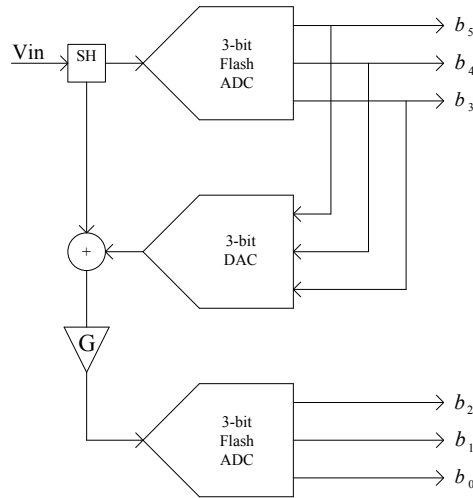 Vin
SH
3-bit
Flash
ADC
b5
b4
b3
3-bit
DAC
+
G
3-bit
Flash
ADC
b2
b1
b0